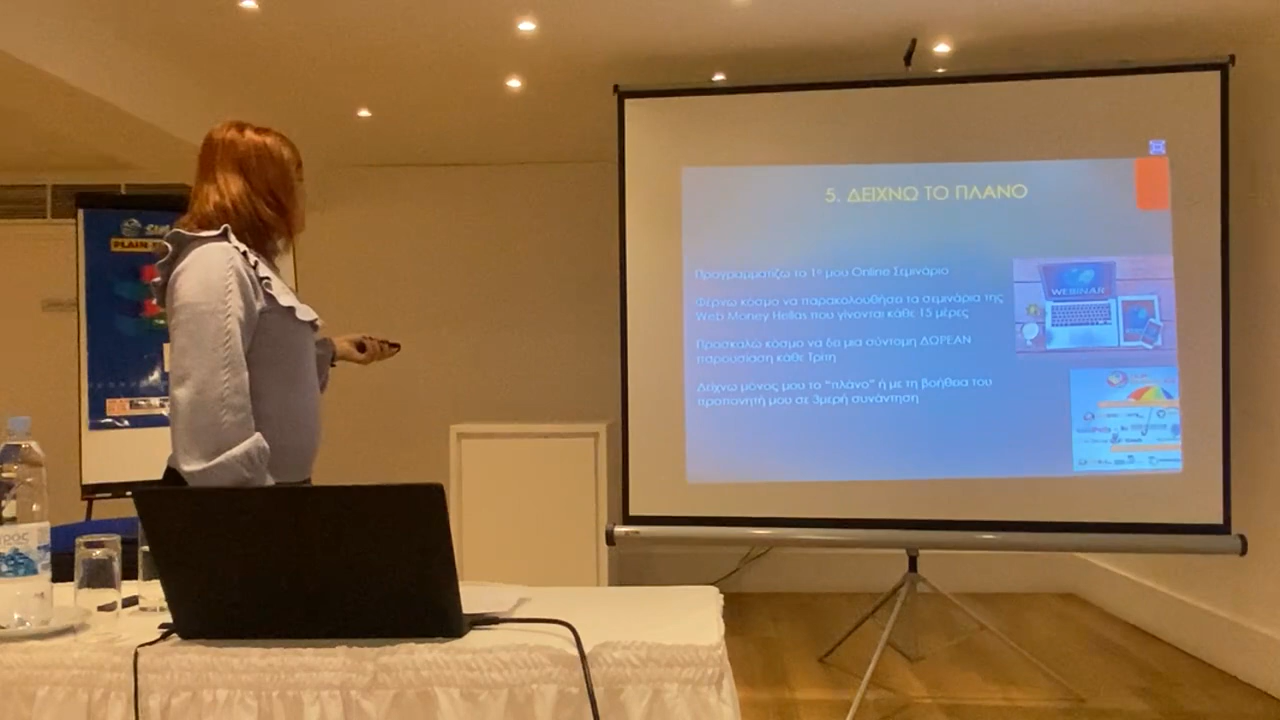 5. ΔΕΙΧΝΩ ΤΟ ΠΛΑΝΟ
Προγραμματίζω το 1º μου Online Σεμινάριο
Φέρνω κόσμο να παρακολουθήσει τα σεμινάρια της
Web Money Hellas που γίνονται κάθε 15 μέρες
Προσκαλώ κόσμο να δει μια σύντομη ΔΩΡΕΑΝ
παρουσίαση κάθε Τρίτη
Δείχνω μόνος μου το "πλάνο" ή με τη βοήθεια του
προπονητή μου σε 3μερή συνάντηση
WEBINAR
PLAIN